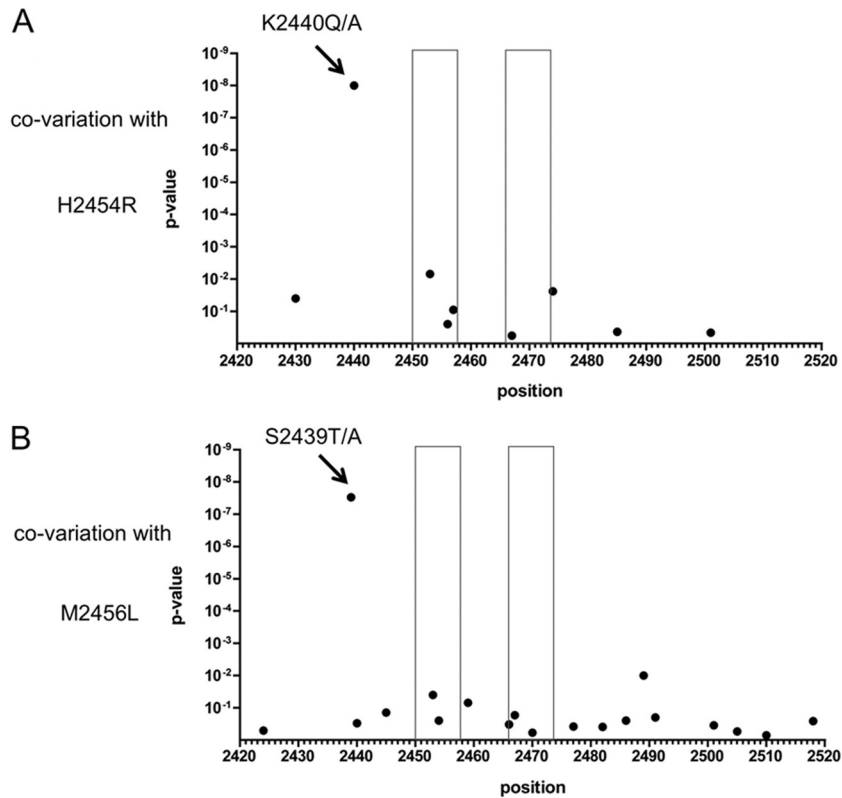 A
K2440Q/A
co-variation with
H2454R
p-value
10-9
10-8
10-7
10-6
10-5
10-4
10-3
10-2
10-1
2420 2430 2440 2450 2460 2470 2480 2490 2500 2510 2520
position
B
S2439T/A
co-variation with
M2456L
p-value
10-9
10-8
10-7
10-6
10-5
10-4
10-3
10-2
10-1
2420 2430 2440 2450 2460 2470 2480 2490 2500 2510 2520
position